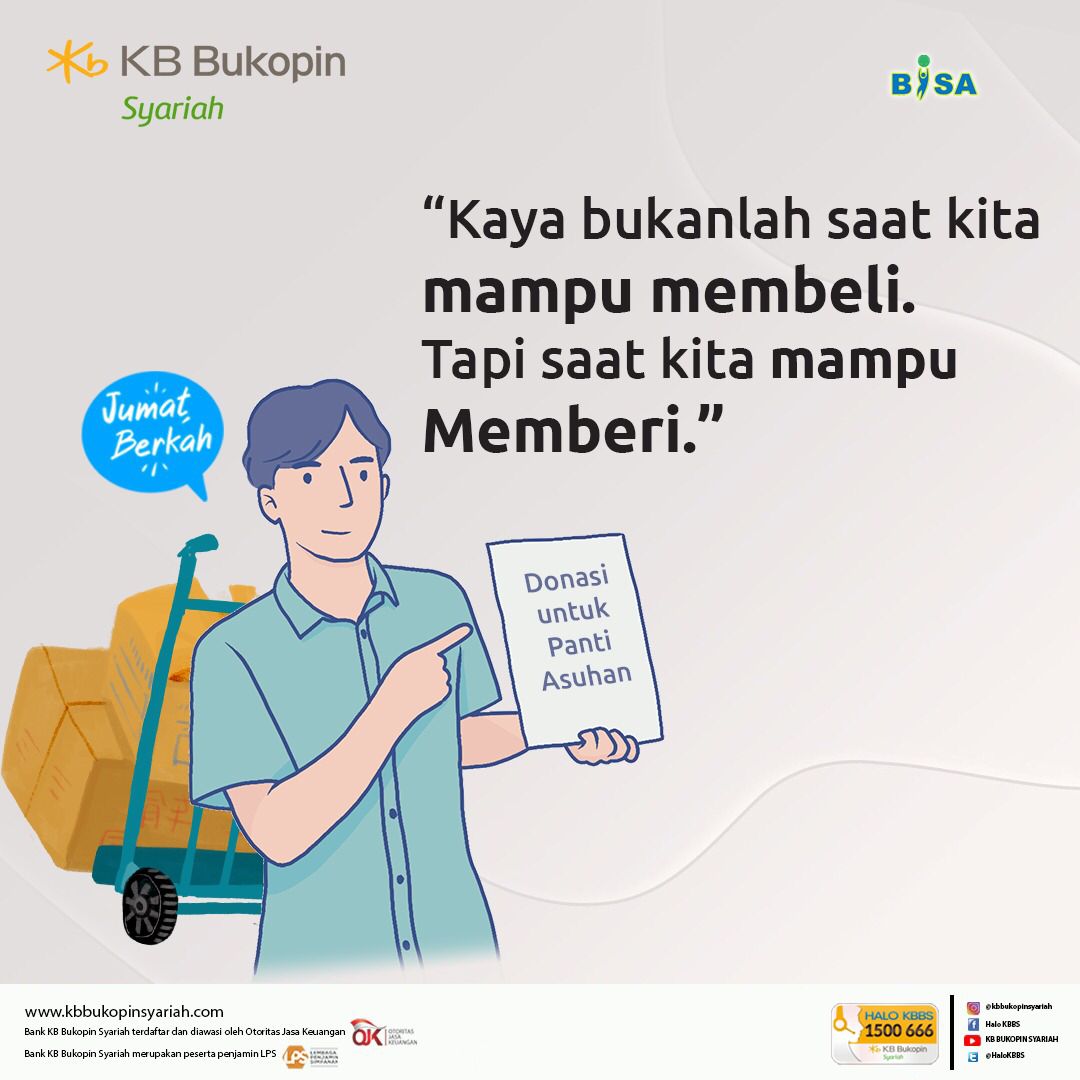 KB Bukopin
Syariah
BISA
“Kaya bukanlah saat kita
mampu membeli.
Tapi saat kita mampu
Memberi.”
Jumat
Berkah
Donasi
untuk
Panti
Asuhan
www.kbbukopinsyariah.com
Bank KB Bukopin Syariah terdaftar dan diawasi oleh Otoritas Jasa Keuangan
OJK
OTORITAS
JASA
KEUANGAN
Bank KB Bukopin Syariah merupakan peserta penjamin LPS
LPS
LEMBAGA
PENJAMIN
SIMPANAN
HALO KBBS
1500 666
KB Bukopin
Syariah
@kbbukopinsyariah
Halo KBBS
KB BUKOPIN SYARIAH
@HaloKBBS